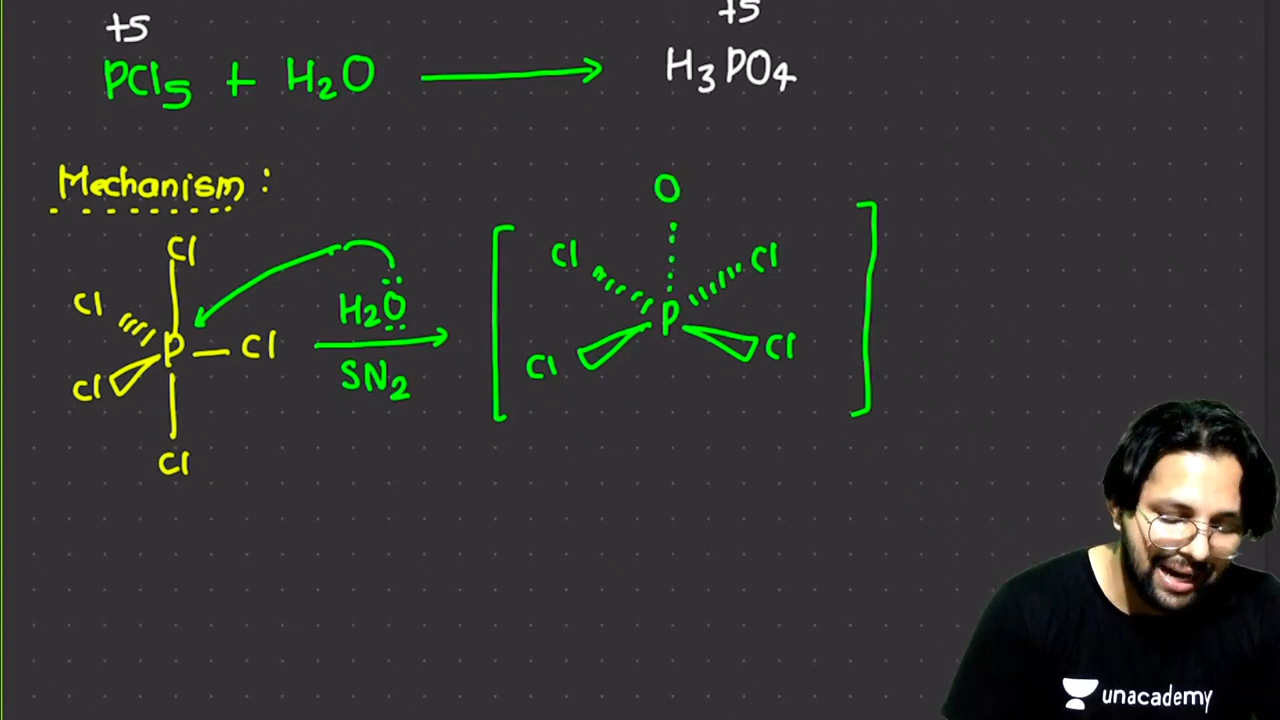 +5 +5
PCl5 + H2O ⟶ H3PO4
Mechanism :
O
Cl Cl Cl
Cl H2O
P Cl P
Cl SN2 Cl Cl
Cl
unacademy